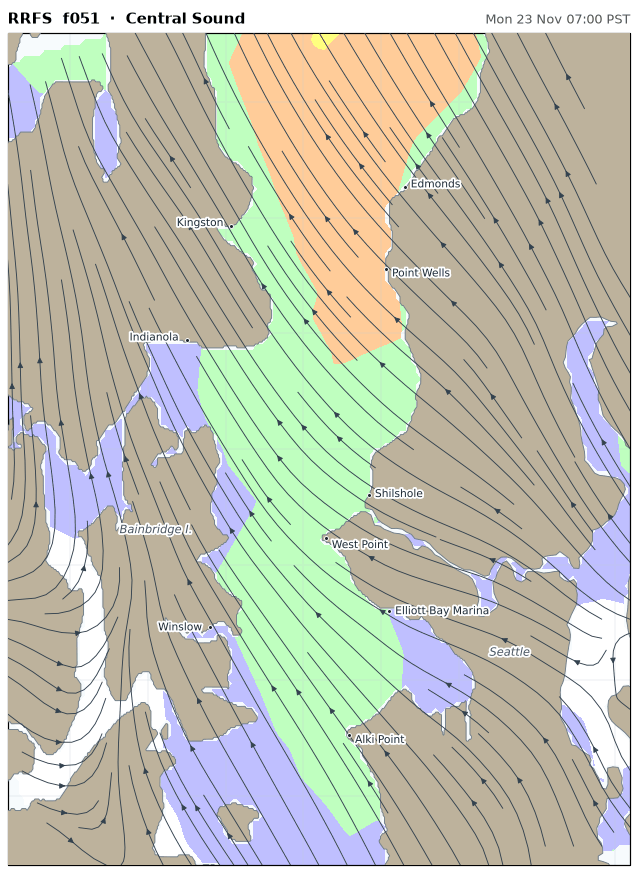 RRFS f051 · Central Sound
Mon 23 Nov 07:00 PST
Edmonds
Kingston
Point Wells
Indianola
Shilshole
Bainbridge I.
West Point
Elliott Bay Marina
Winslow
Seattle
Alki Point